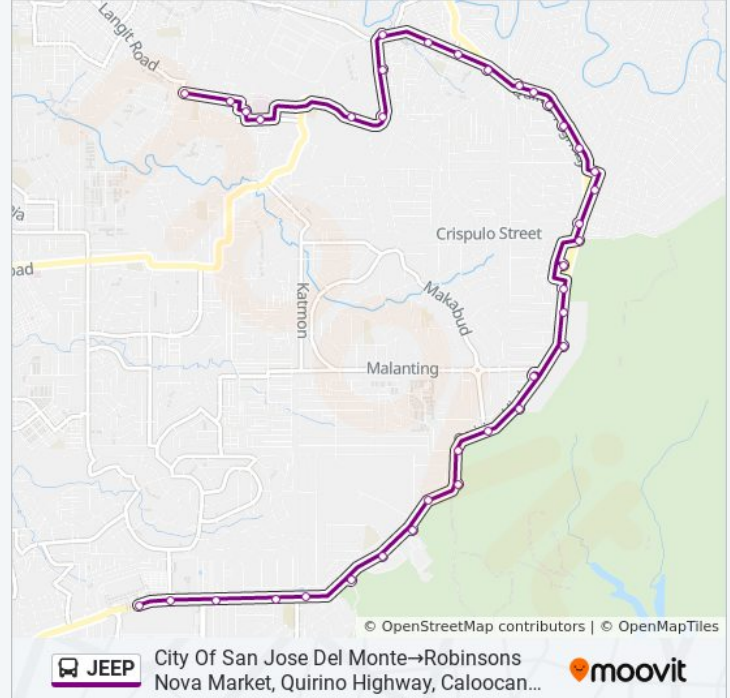 Langit Road
Crispulo Street
Katmon
Makabud
Malanting
© OpenStreetMap contributors | © OpenMapTiles
JEEP
City Of San Jose Del Monte→Robinsons
Nova Market, Quirino Highway, Caloocan...
moovit